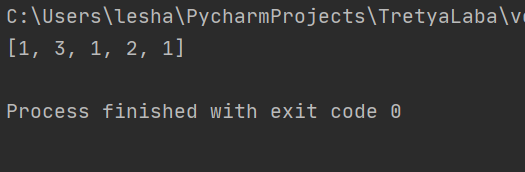 C:\Users\lesha\PycharmProjects\TretyaLaba\v
[1, 3, 1, 2, 1]
Process finished with exit code 0